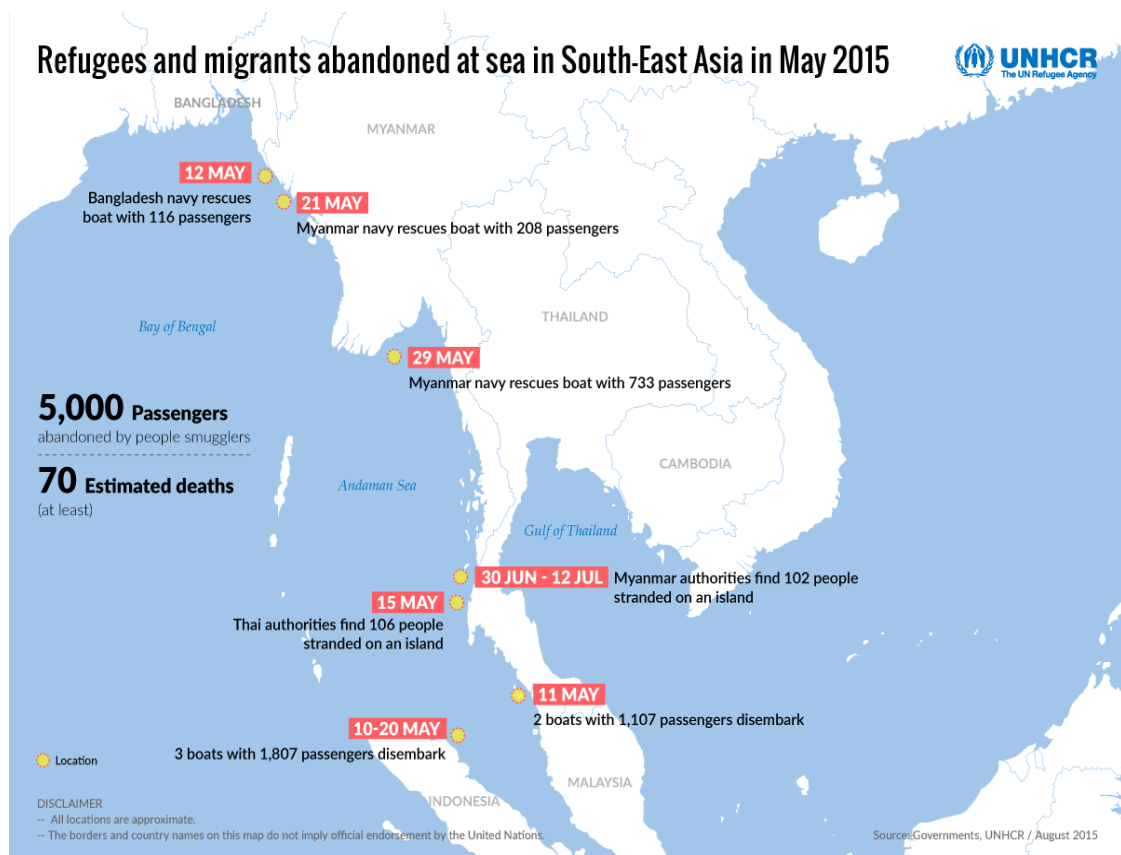 Refugees and migrants abandoned at sea in South-East Asia in May 2015
UNHCR
The UN Refugee Agency
BANGLADESH
MYANMAR
12 MAY
Bangladesh navy rescues
boat with 116 passengers
21 MAY
Myanmar navy rescues boat with 208 passengers
THAILAND
Bay of Bengal
29 MAY
Myanmar navy rescues boat with 733 passengers
5,000 Passengers
abandoned by people smugglers
70 Estimated deaths
(at least)
CAMBODIA
Andaman Sea
Gulf of Thailand
30 JUN - 12 JUL
Myanmar authorities find 102 people
stranded on an island
15 MAY
Thai authorities find 106 people
stranded on an island
11 MAY
2 boats with 1,107 passengers disembark
10-20 MAY
3 boats with 1,807 passengers disembark
Location
MALAYSIA
INDONESIA
DISCLAIMER
-- All locations are approximate.
-- The borders and country names on this map do not imply official endorsement by the United Nations.
Source: Governments, UNHCR / August 2015